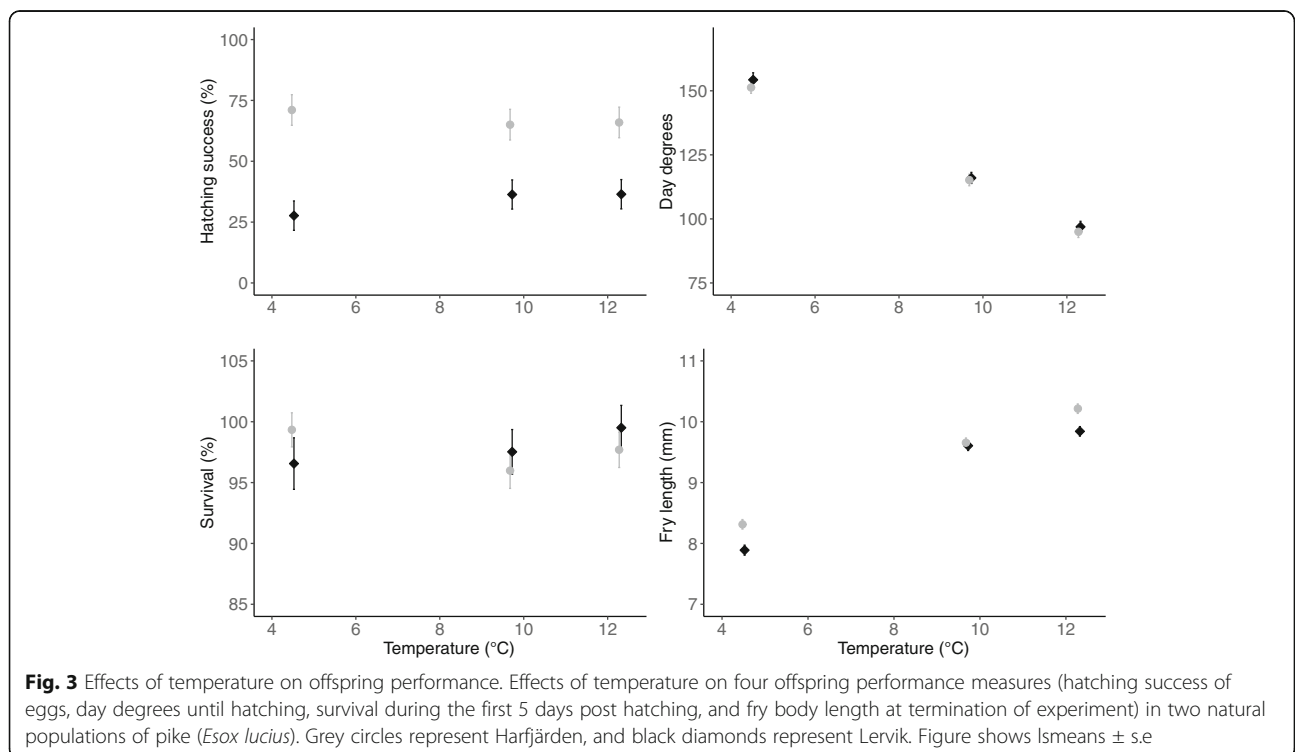 100
75
50
25
0
Hatching success (%)
4 6 8 10 12
150
125
100
75
Day degrees
4 6 8 10 12
105
100
95
90
85
Survival (%)
4 6 8 10 12
Temperature (°C)
11
10
9
8
7
Fry length (mm)
4 6 8 10 12
Temperature (°C)
Fig. 3 Effects of temperature on offspring performance. Effects of temperature on four offspring performance measures (hatching success of
eggs, day degrees until hatching, survival during the first 5 days post hatching, and fry body length at termination of experiment) in two natural
populations of pike (Esox lucius). Grey circles represent Harfjärden, and black diamonds represent Lervik. Figure shows lsmeans ± s.e